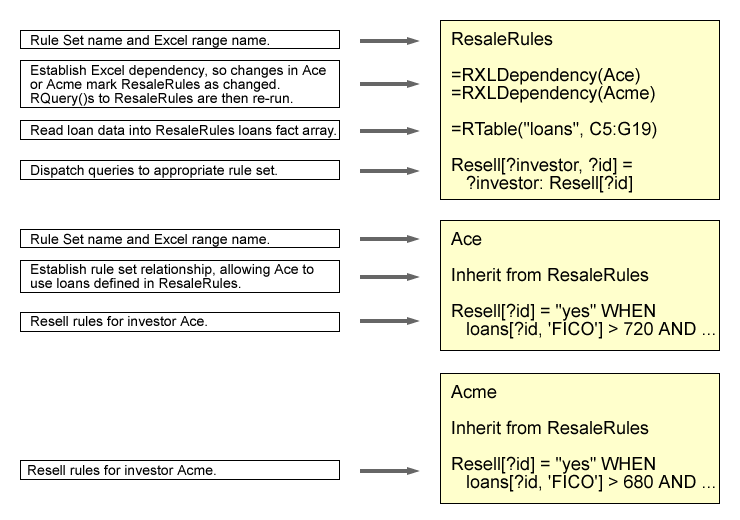 Rule Set name and Excel range name.
Establish Excel dependency, so changes in Ace
or Acme mark ResaleRules as changed.
RQuery()s to ResaleRules are then re-run.
Read loan data into ResaleRules loans fact array.
Dispatch queries to appropriate rule set.
ResaleRules
=RXLDependency(Ace)
=RXLDependency(Acme)
=RTable("loans", C5:G19)
Resell[?investor, ?id] =
?investor: Resell[?id]
Rule Set name and Excel range name.
Establish rule set relationship, allowing Ace to
use loans defined in ResaleRules.
Resell rules for investor Ace.
Ace
Inherit from ResaleRules
Resell[?id] = "yes" WHEN
loans[?id, 'FICO'] > 720 AND ...
Resell rules for investor Acme.
Acme
Inherit from ResaleRules
Resell[?id] = "yes" WHEN
loans[?id, 'FICO'] > 680 AND ...